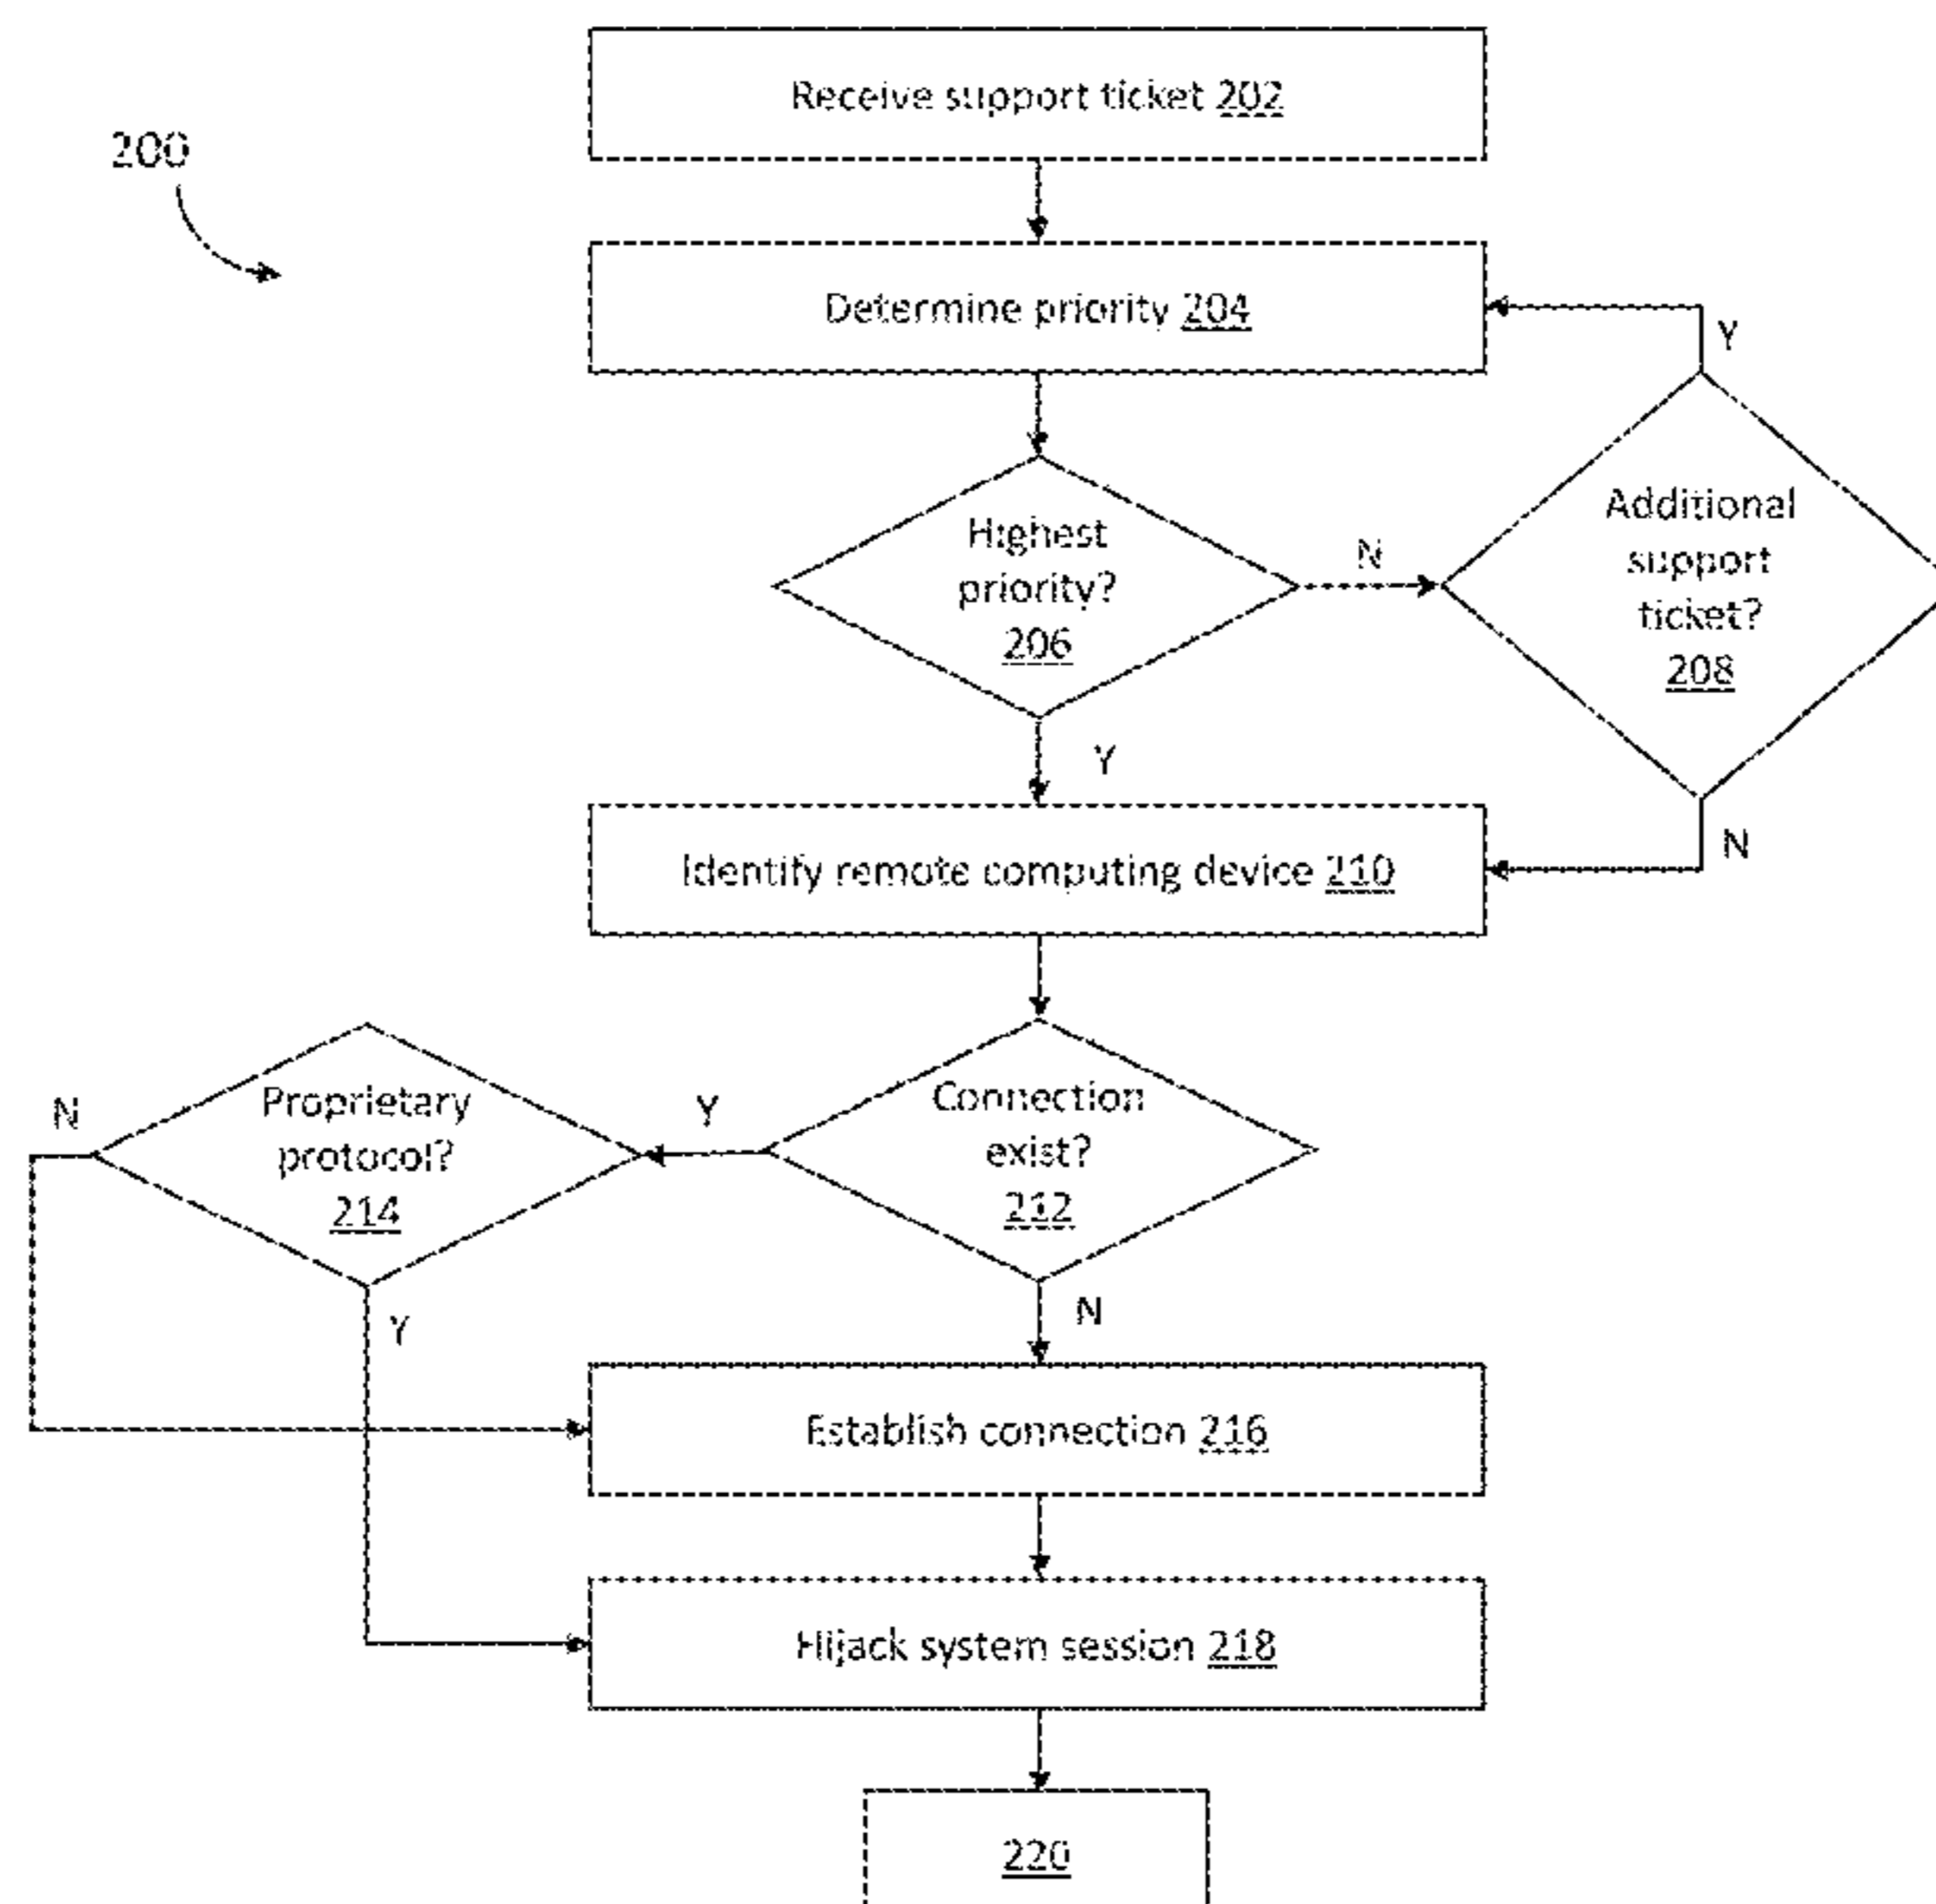 Receive support ticket 202
200
Determine priority 204
Y
Highest
priority?
206
N
Additional
support
ticket?
208
Y
N
Identify remote computing device 210
N
Proprietary
protocol?
214
Y
Connection
exist?
212
Y
N
Establish connection 216
Hijack system session 218
220